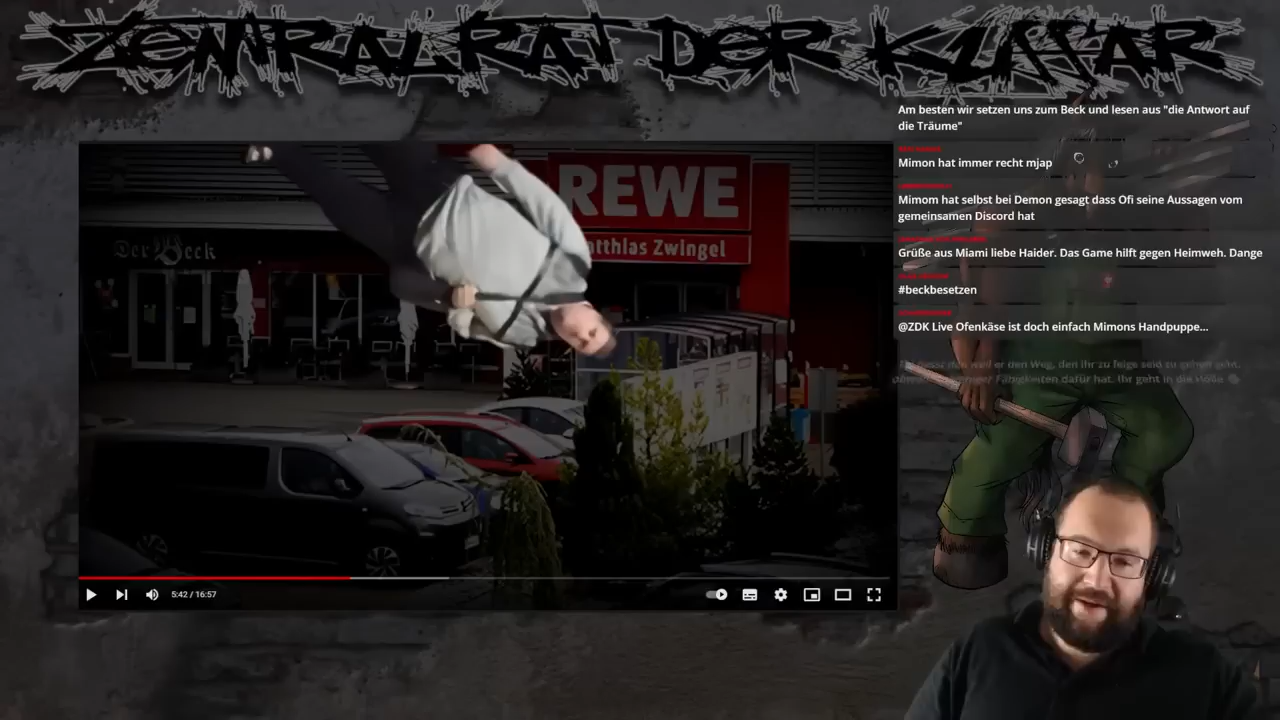 ZENTRALRAT DER KUFFAR
Am besten wir setzen uns zum Beck und lesen aus "die Antwort auf
die Träume"
Mimon hat immer recht mjap
Mimom hat selbst bei Demon gesagt dass Ofi seine Aussagen vom
gemeinsamen Discord hat
Grüße aus Miami liebe Haider. Das Game hilft gegen Heimweh. Dange
#beckbesetzen
@ZDK Live Ofenkäse ist doch einfach Mimons Handpuppe...
REWE
atthias Zwingel
Der Beck
5:42 / 16:57